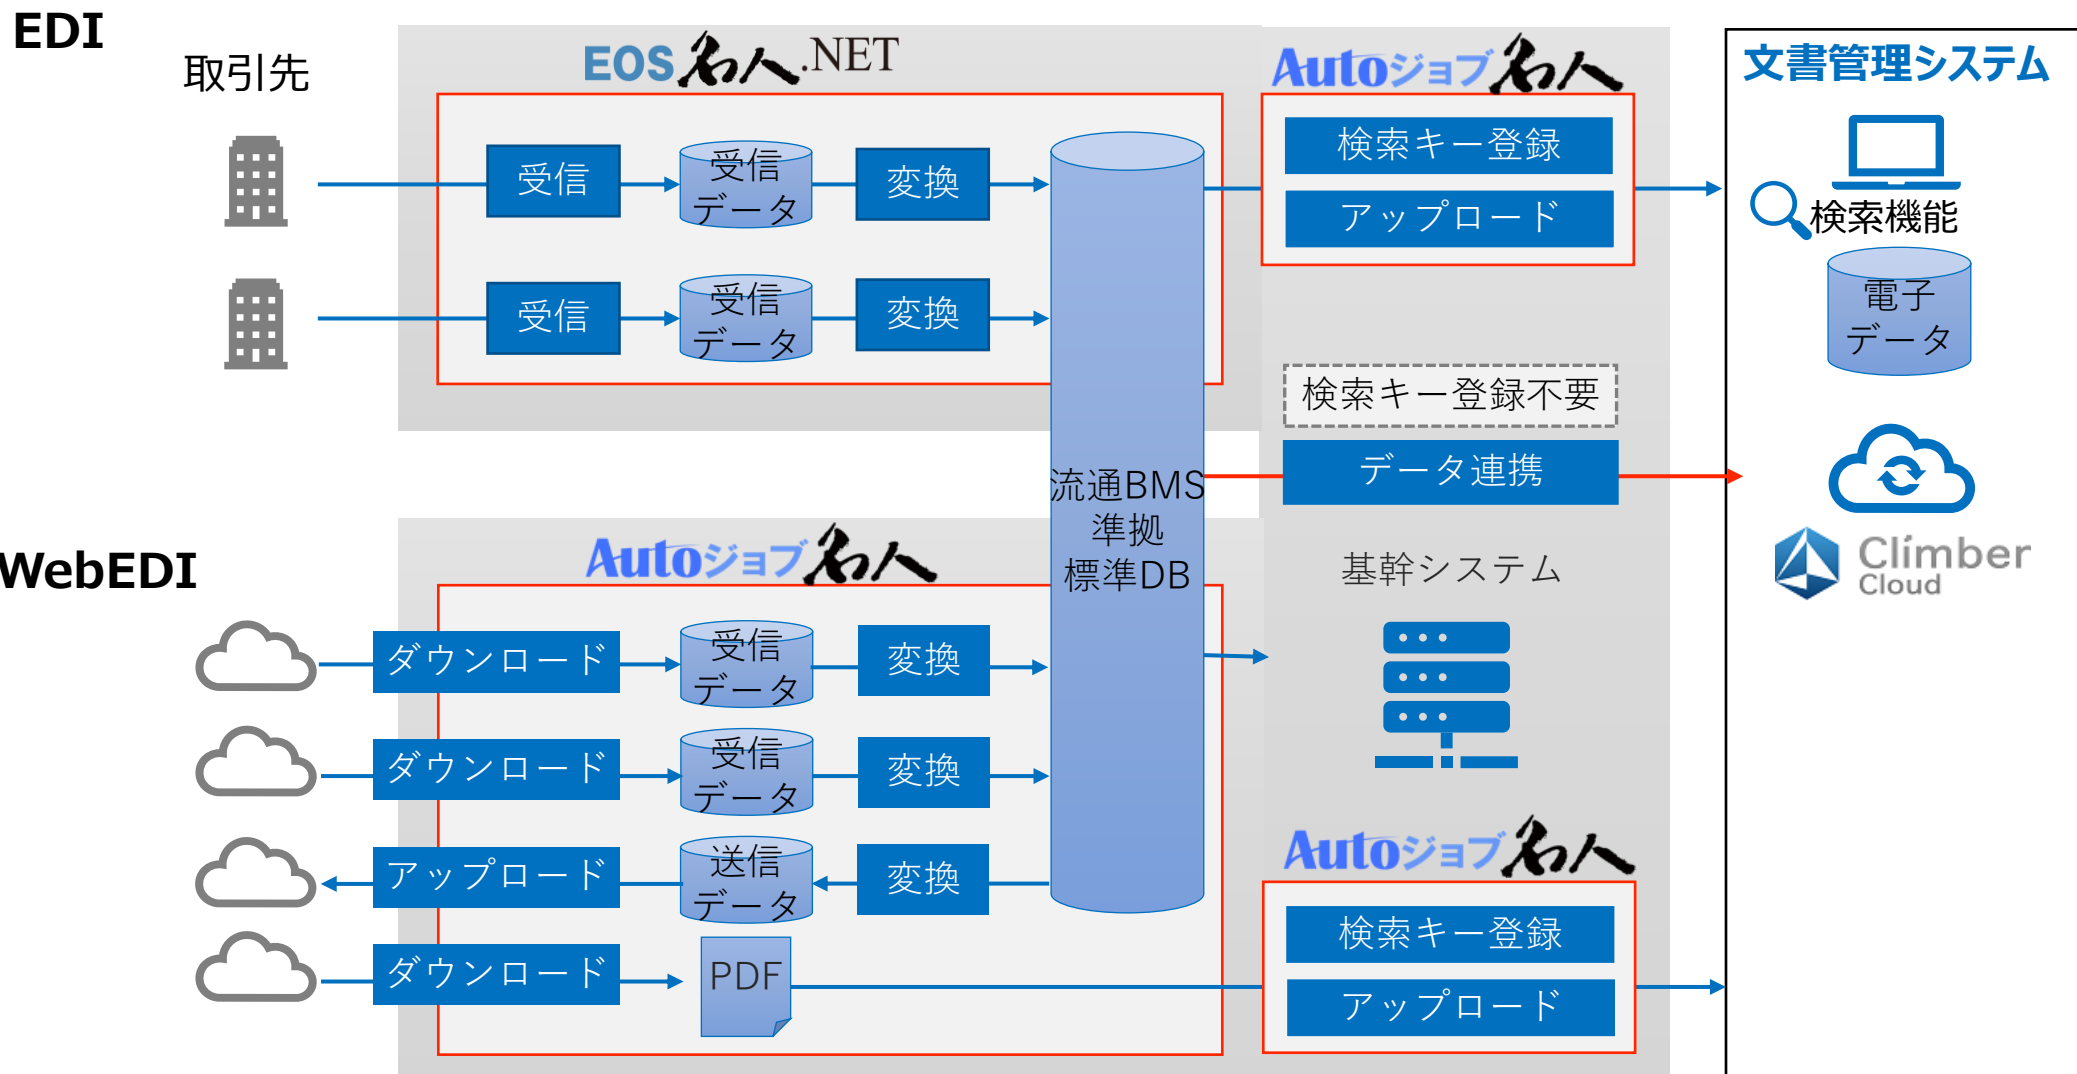 EDI
取引先
EOS名人.NET
受信
受信
データ
変換
受信
受信
データ
変換
Autoジョブ名人
検索キー登録
アップロード
検索キー登録不要
データ連携
流通BMS
準拠
標準DB
基幹システム
文書管理システム
検索機能
電子
データ
Climber
Cloud
WebEDI
Autoジョブ名人
ダウンロード
受信
データ
変換
ダウンロード
受信
データ
変換
アップロード
送信
データ
変換
ダウンロード
PDF
Autoジョブ名人
検索キー登録
アップロード